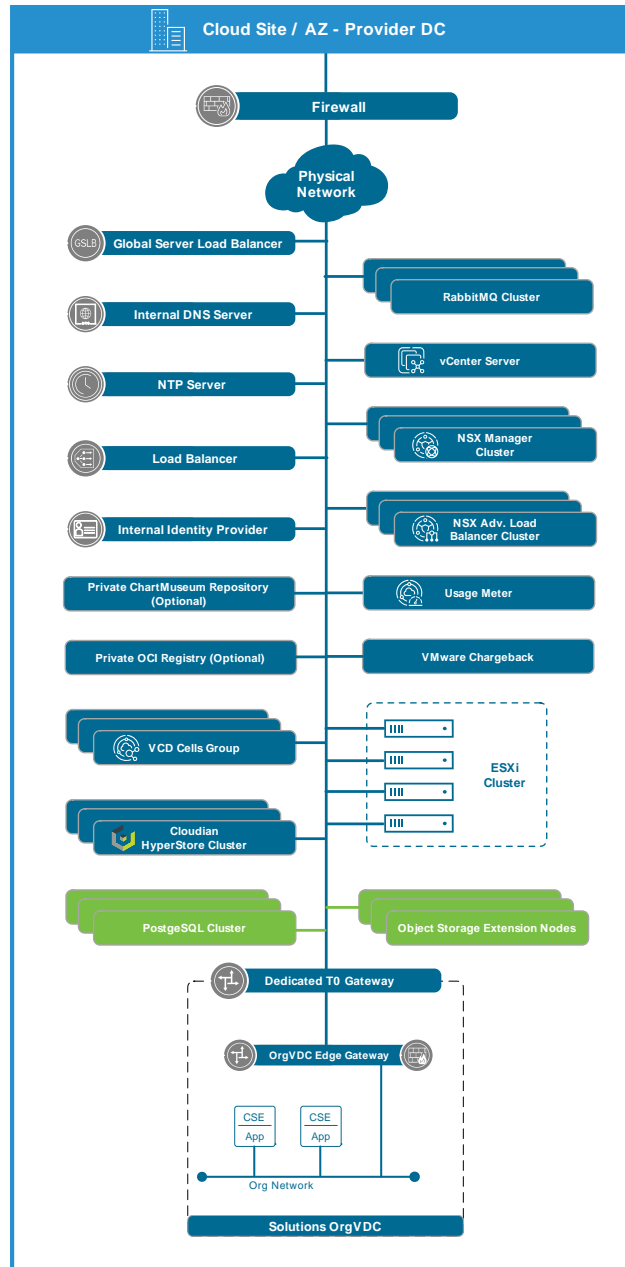 Cloud Site / AZ - Provider DC
Firewall
Physical
Network
GSLB
Global Server Load Balancer
RabbitMQ Cluster
Internal DNS Server
vCenter Server
NTP Server
NSX Manager
Cluster
Load Balancer
NSX Adv. Load
Balancer Cluster
Internal Identity Provider
Private ChartMuseum Repository
(Optional)
Usage Meter
Private OCI Registry (Optional)
VMware Chargeback
VCD Cells Group
ESXi
Cluster
Cloudian
HyperStore Cluster
PostgeSQL Cluster
Object Storage Extension Nodes
Dedicated T0 Gateway
OrgVDC Edge Gateway
CSE
App
CSE
App
Org Network
Solutions OrgVDC